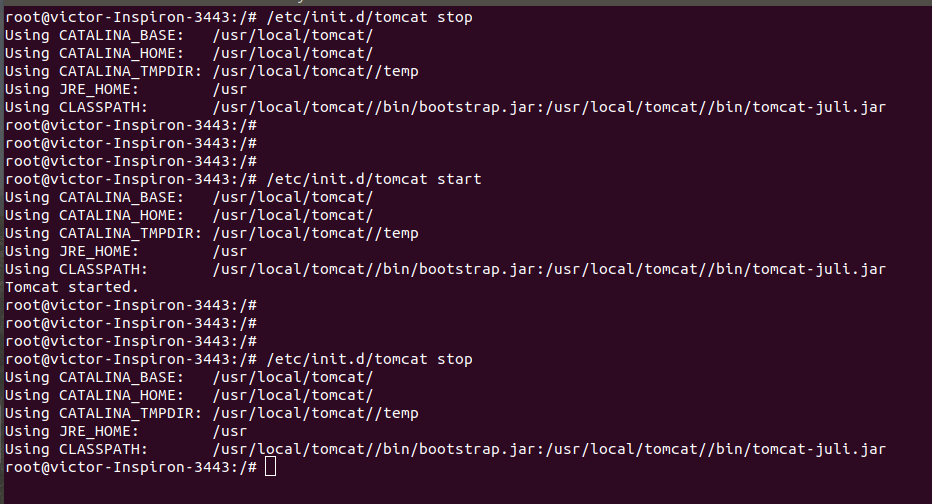 root@victor-Inspiron-3443:/# /etc/init.d/tomcat stop
Using CATALINA_BASE:   /usr/local/tomcat/
Using CATALINA_HOME:   /usr/local/tomcat/
Using CATALINA_TMPDIR: /usr/local/tomcat//temp
Using JRE_HOME:        /usr
Using CLASSPATH:       /usr/local/tomcat//bin/bootstrap.jar:/usr/local/tomcat//bin/tomcat-juli.jar
root@victor-Inspiron-3443:/#
root@victor-Inspiron-3443:/#
root@victor-Inspiron-3443:/#
root@victor-Inspiron-3443:/# /etc/init.d/tomcat start
Using CATALINA_BASE:   /usr/local/tomcat/
Using CATALINA_HOME:   /usr/local/tomcat/
Using CATALINA_TMPDIR: /usr/local/tomcat//temp
Using JRE_HOME:        /usr
Using CLASSPATH:       /usr/local/tomcat//bin/bootstrap.jar:/usr/local/tomcat//bin/tomcat-juli.jar
Tomcat started.
root@victor-Inspiron-3443:/#
root@victor-Inspiron-3443:/#
root@victor-Inspiron-3443:/#
root@victor-Inspiron-3443:/# /etc/init.d/tomcat stop
Using CATALINA_BASE:   /usr/local/tomcat/
Using CATALINA_HOME:   /usr/local/tomcat/
Using CATALINA_TMPDIR: /usr/local/tomcat//temp
Using JRE_HOME:        /usr
Using CLASSPATH:       /usr/local/tomcat//bin/bootstrap.jar:/usr/local/tomcat//bin/tomcat-juli.jar
root@victor-Inspiron-3443:/#